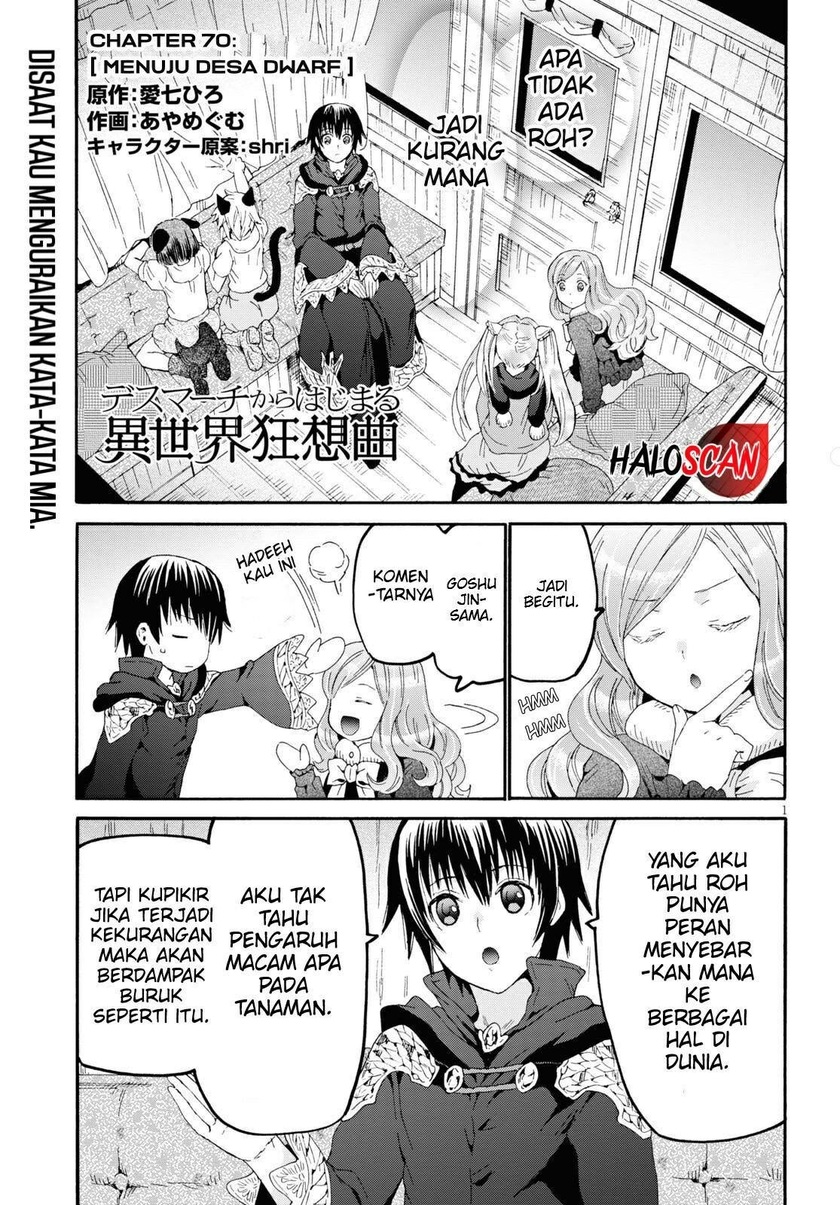 CHAPTER 70:
[ MENUJU DESA DWARF ]
原作：愛七ひろ
作画：あやめぐむ
キャラクター原案：shri
DISAAT KAU MENGURAIKAN KATA-KATA MIA.
APA
TIDAK
ADA
ROH?
JADI
KURANG
MANA
デスマーチからはじまる
異世界狂想曲
HALOSCAN
JADI
BEGITU.
HMM
HMM
GOSHU
JIN-
SAMA.
KOMEN
-TARNYA
HADEEH
KAU INI
1
YANG AKU
TAHU ROH
PUNYA
PERAN
MENYEBAR
-KAN MANA
KE
BERBAGAI
HAL DI
DUNIA.
AKU TAK
TAHU
PENGARUH
MACAM APA
PADA
TANAMAN.
TAPI KUPIKIR
JIKA TERJADI
KEKURANGAN
MAKA AKAN
BERDAMPAK
BURUK
SEPERTI ITU.